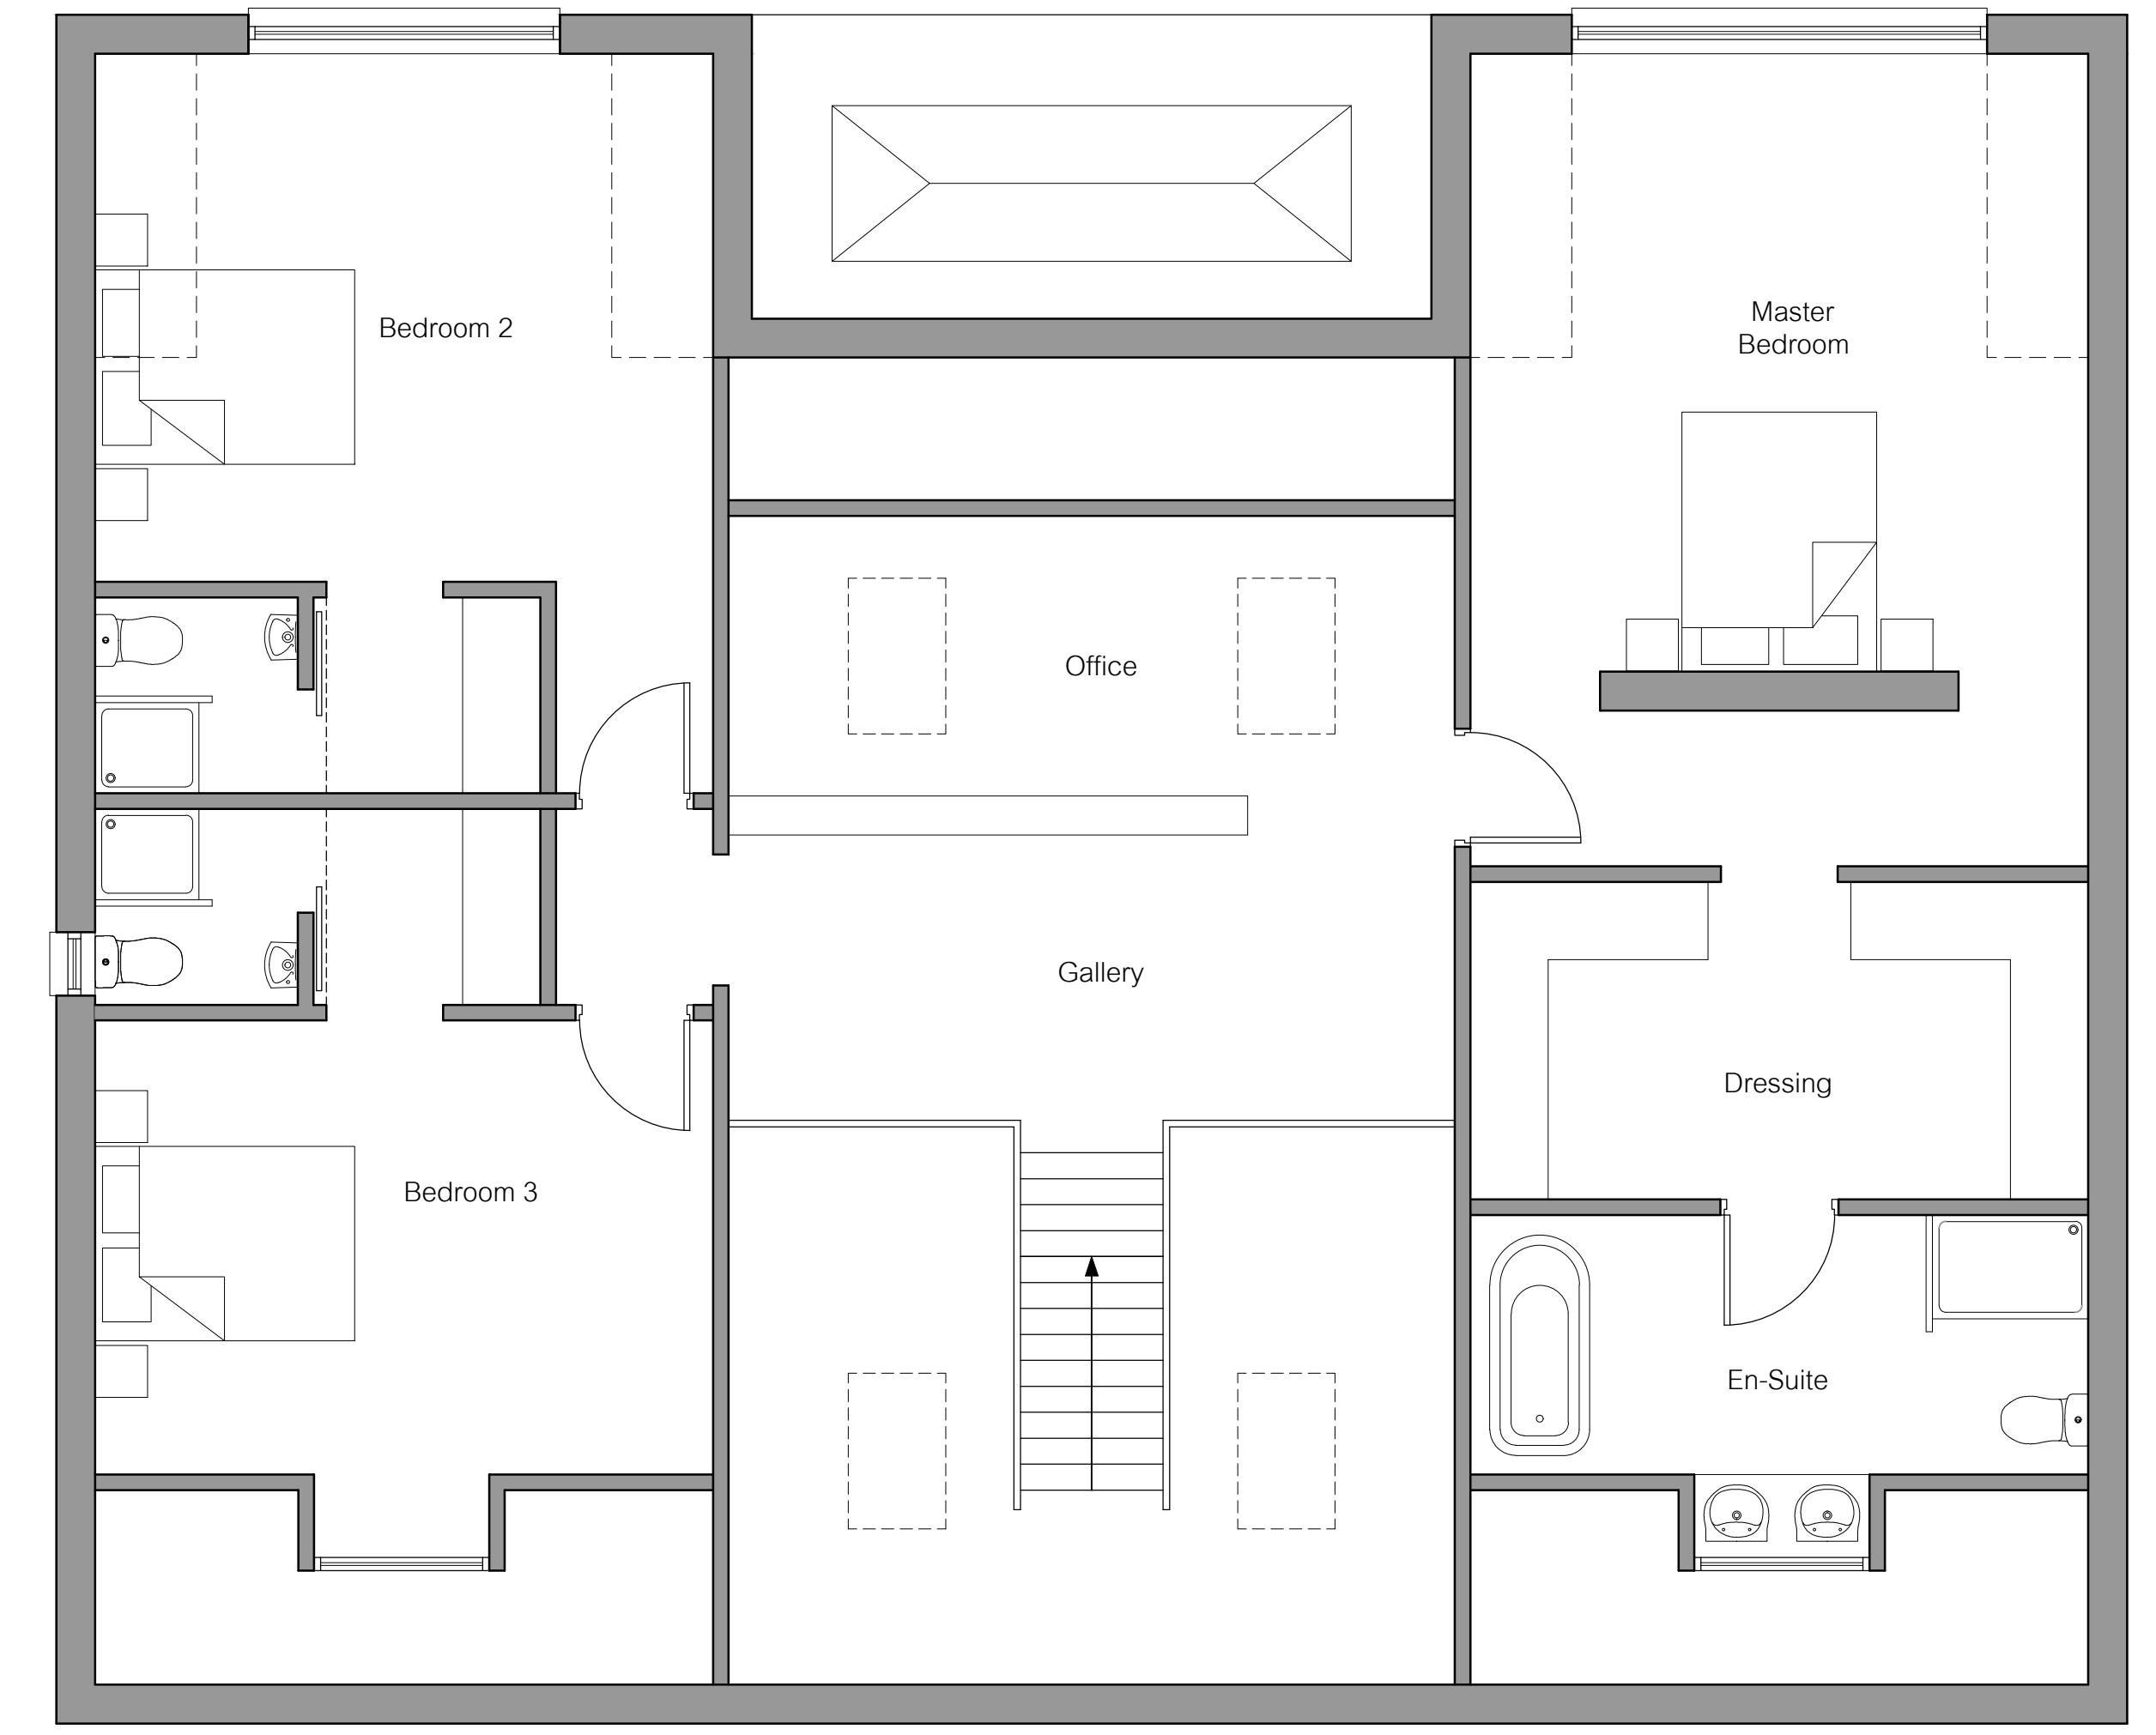 Bedroom 2
Master
Bedroom
Office
Gallery
Dressing
Bedroom 3
En-Suite